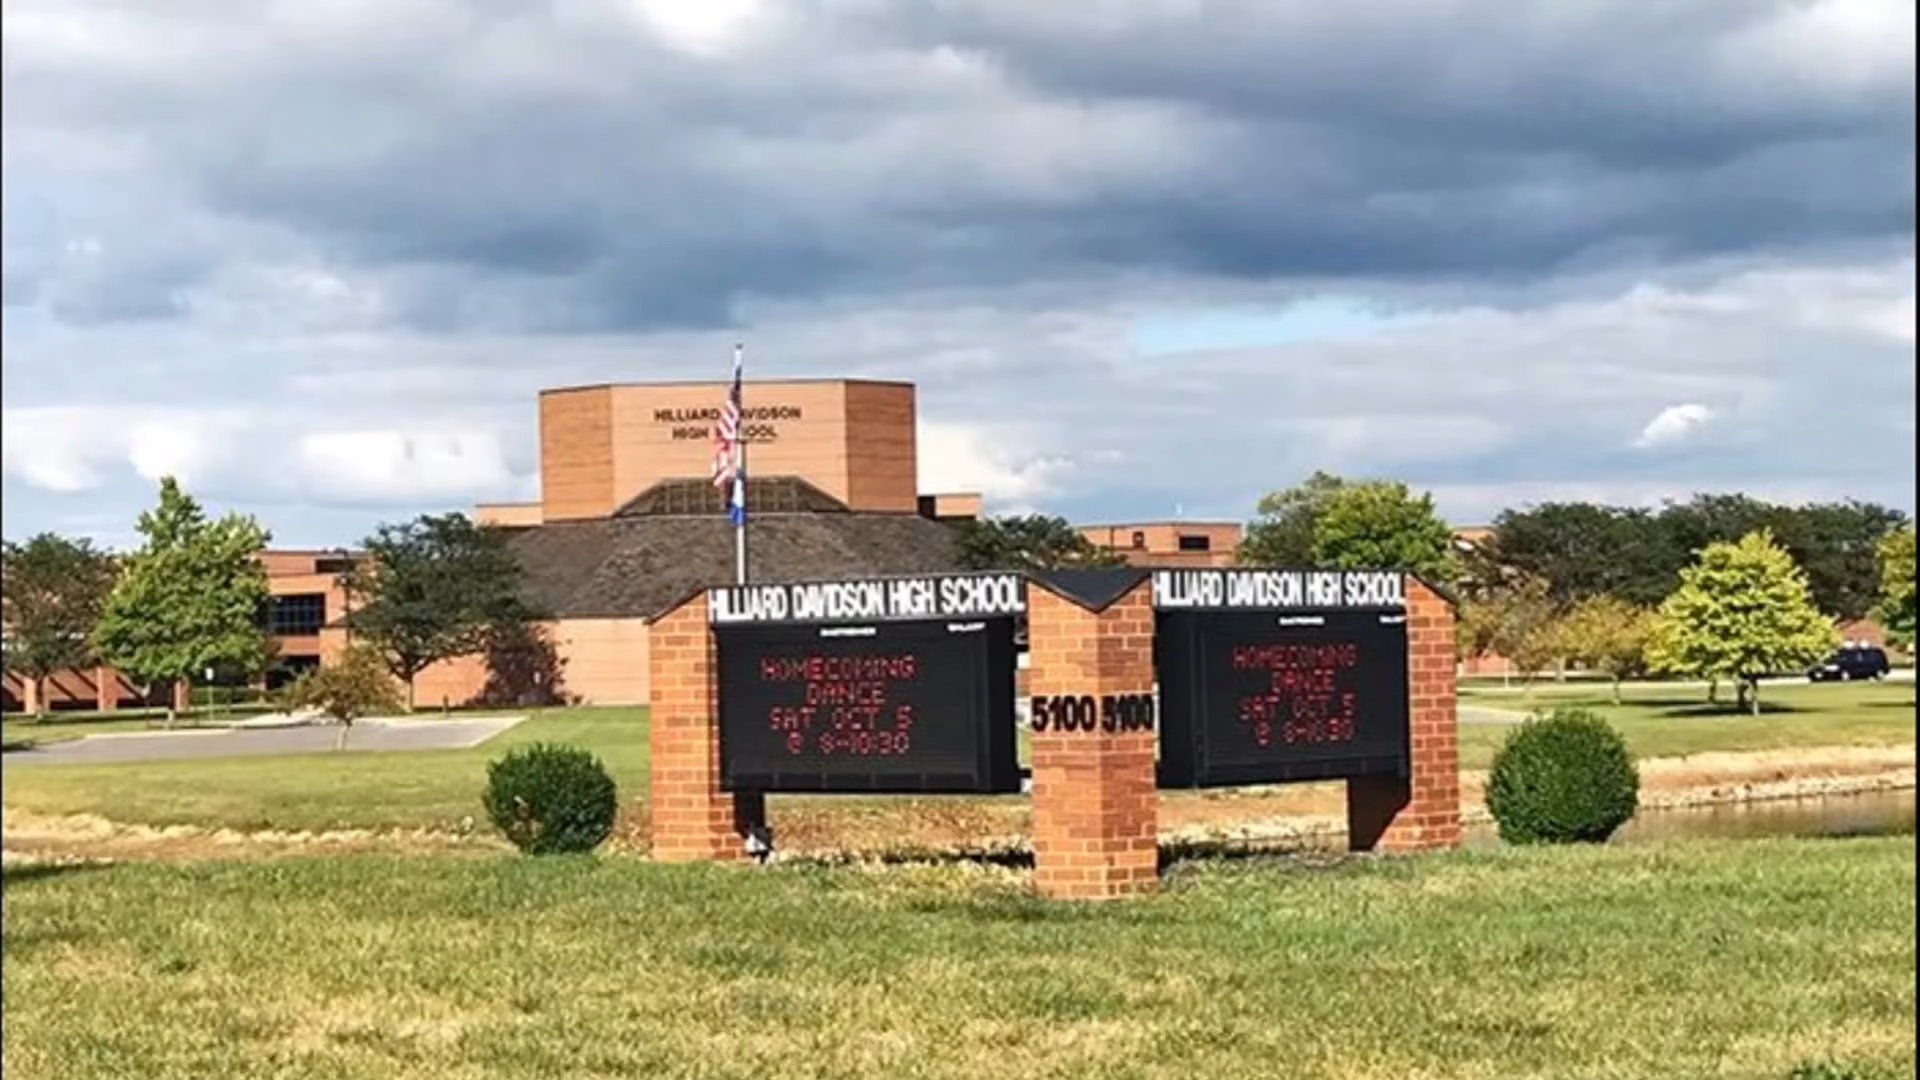 HILLIARD DAVIDSON
HIGH SCHOOL
HILLIARD DAVIDSON HIGH SCHOOL
HOMECOMING
DANCE
SAT OCT 5
@ 8-10:30
5100 5100
HILLIARD DAVIDSON HIGH SCHOOL
HOMECOMING
DANCE
SAT OCT 5
@ 8-10:30